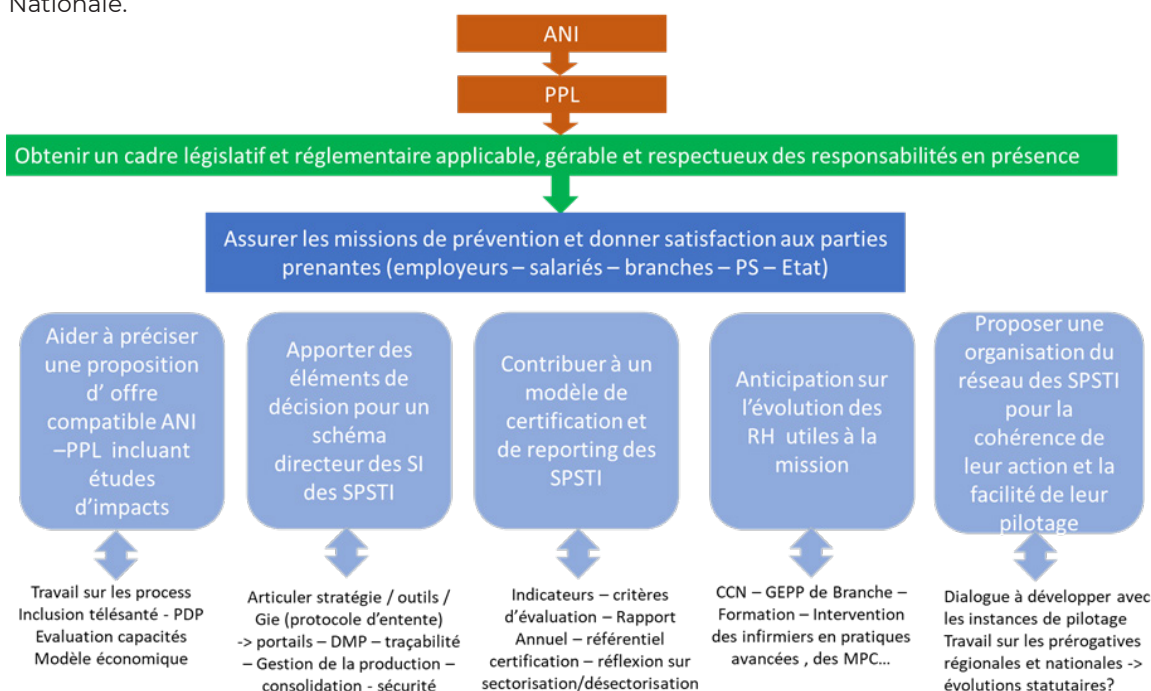 Nationale.
ANI
PPL
Obtenir un cadre législatif et réglementaire applicable, gérable et respectueux des responsabilités en présence
Assurer les missions de prévention et donner satisfaction aux parties
prenantes (employeurs – salariés – branches – PS – Etat)
Aider à préciser
une proposition
d' offre
compatible ANI
–PPL incluant
études
d'impacts
Apporter des
éléments de
décision pour un
schéma
directeur des SI
des SPSTI
Contribuer à un
modèle de
certification et
de reporting des
SPSTI
Anticipation sur
l'évolution des
RH utiles à la
mission
Proposer une
organisation du
réseau des SPSTI
pour la
cohérence de
leur action et la
facilité de leur
pilotage
Travail sur les process
Inclusion télésanté - PDP
Evaluation capacités
Modèle économique
Articuler stratégie / outils /
Gie (protocole d'entente)
-> portails – DMP – traçabilité
– Gestion de la production –
consolidation - sécurité
Indicateurs – critères
d'évaluation – Rapport
Annuel – référentiel
certification – réflexion sur
sectorisation/désectorisation
CCN – GEPP de Branche –
Formation – Intervention
des infirmiers en pratiques
avancées , des MPC...
Dialogue à développer avec
les instances de pilotage
Travail sur les prérogatives
régionales et nationales ->
évolutions statutaires?